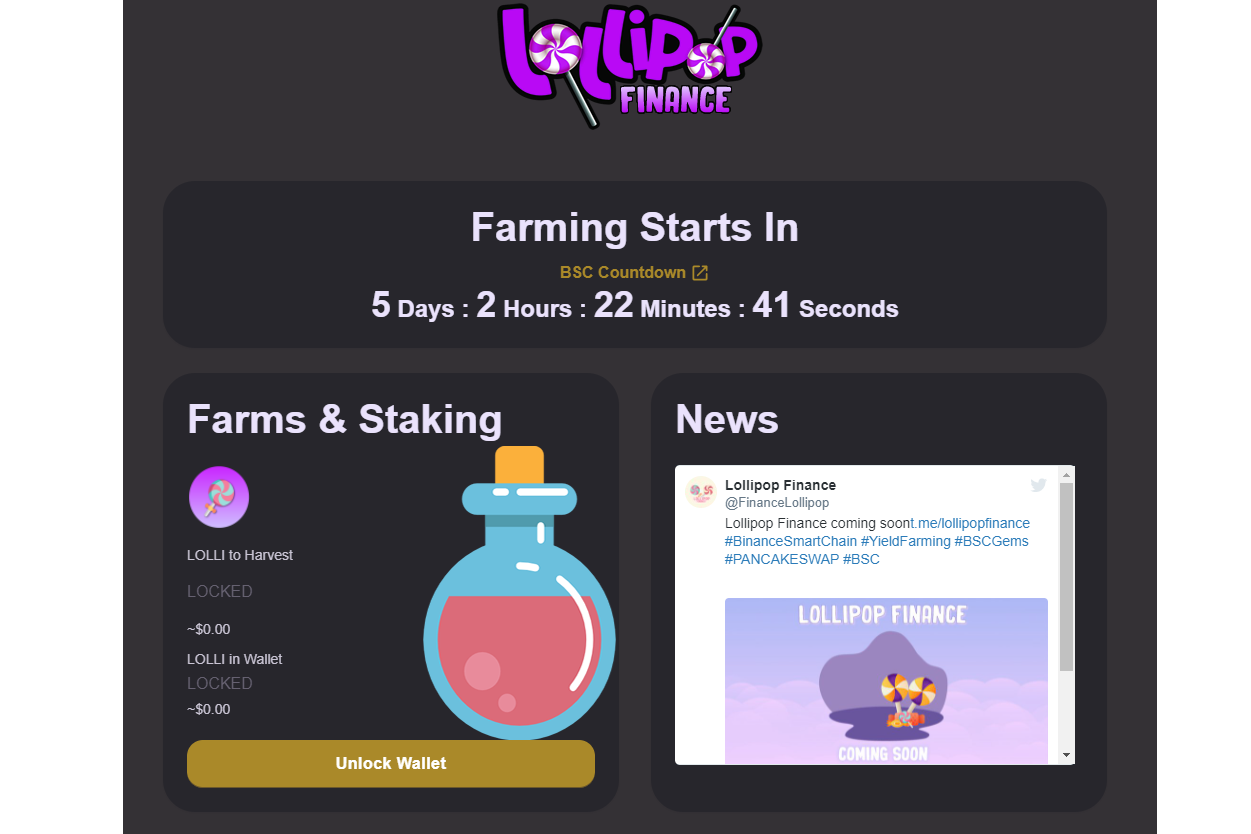 Lollipop
FINANCE
Farming Starts In
BSC Countdown
5 Days : 2 Hours : 22 Minutes : 41 Seconds
Farms & Staking
LOLLI to Harvest
LOCKED
~$0.00
LOLLI in Wallet
LOCKED
~$0.00
Unlock Wallet
News
Lollipop Finance
@FinanceLollipop
Lollipop Finance coming soont.me/lollipopfinance
#BinanceSmartChain #YieldFarming #BSCGems
#PANCAKESWAP #BSC
LOLLIPOP FINANCE
COMING SOON